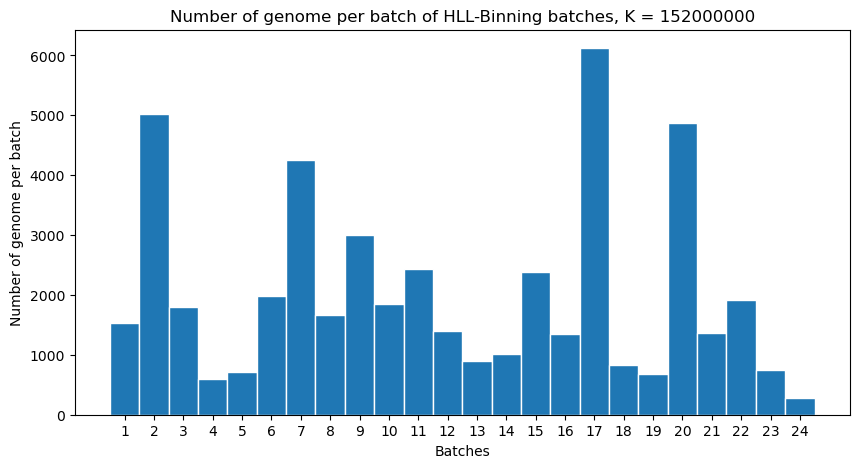 Number of genome per batch of HLL-Binning batches, K = 152000000
Number of genome per batch
6000
5000
4000
3000
2000
1000
0
1 2 3 4 5 6 7 8 9 10 11 12 13 14 15 16 17 18 19 20 21 22 23 24
Batches